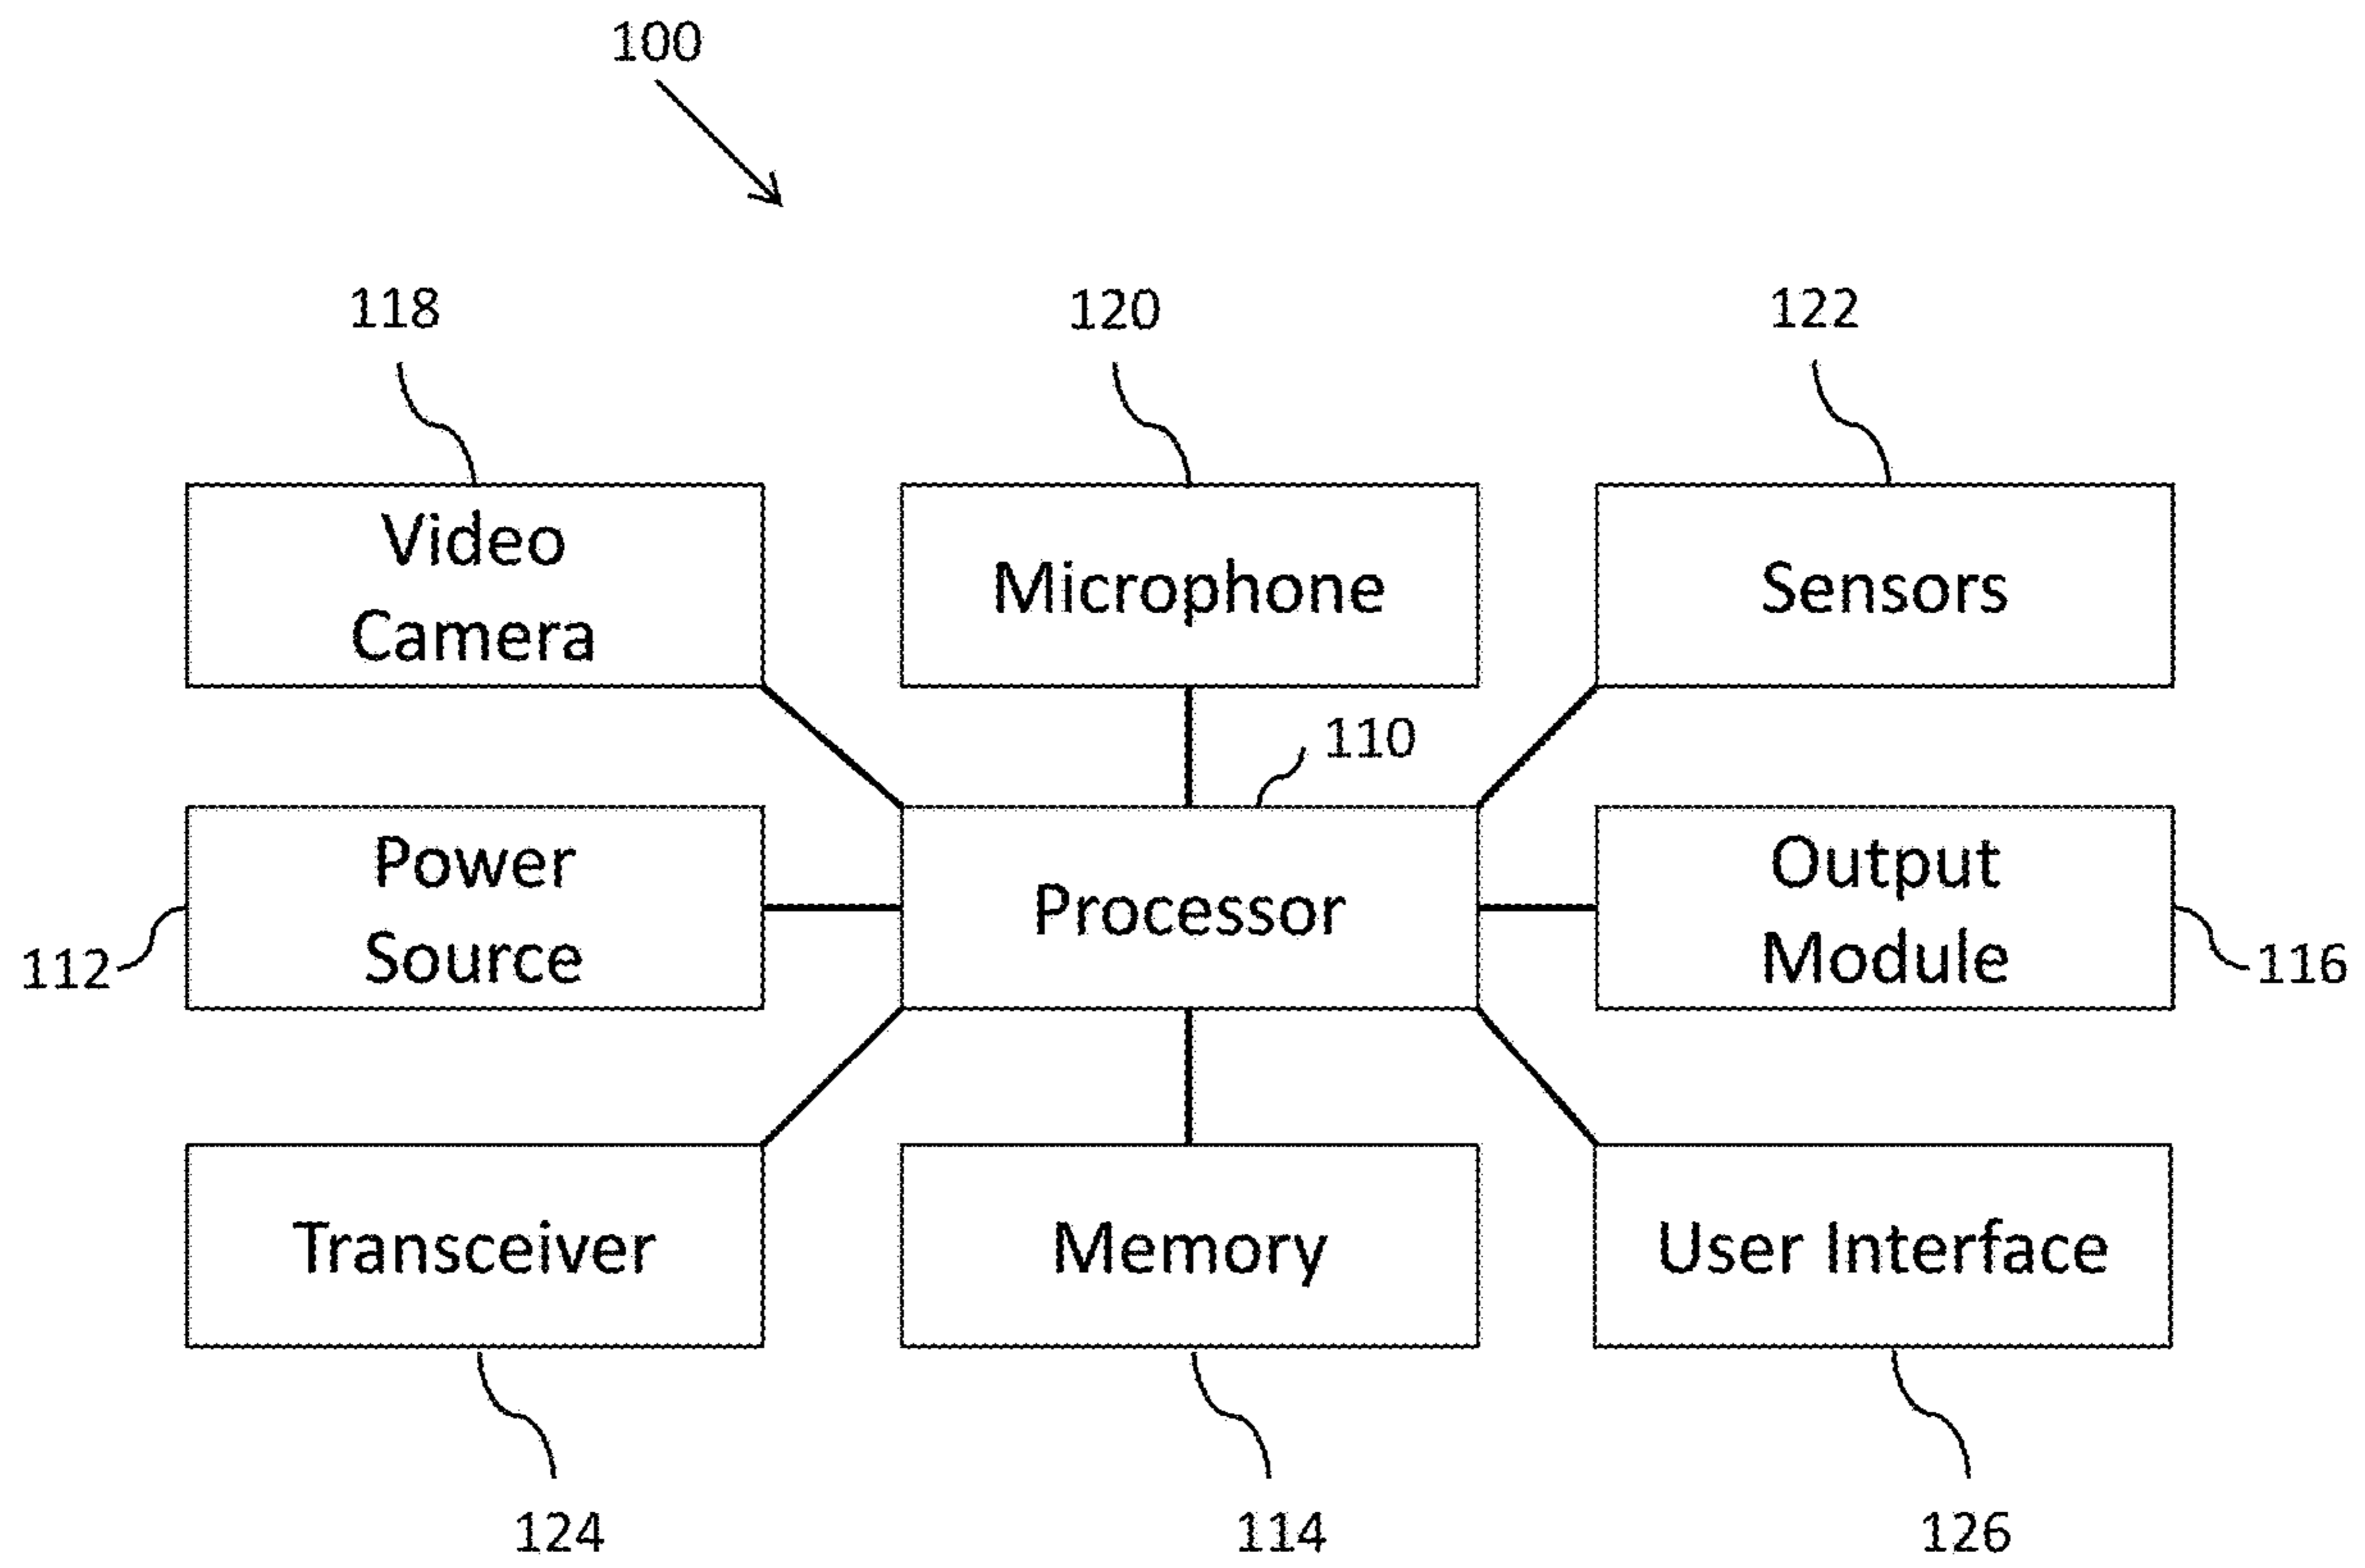 100
118
120
122
Video
Camera
Microphone
Sensors
110
Power
Source
Processor
Output
Module
112
116
Transceiver
Memory
User Interface
124
114
126